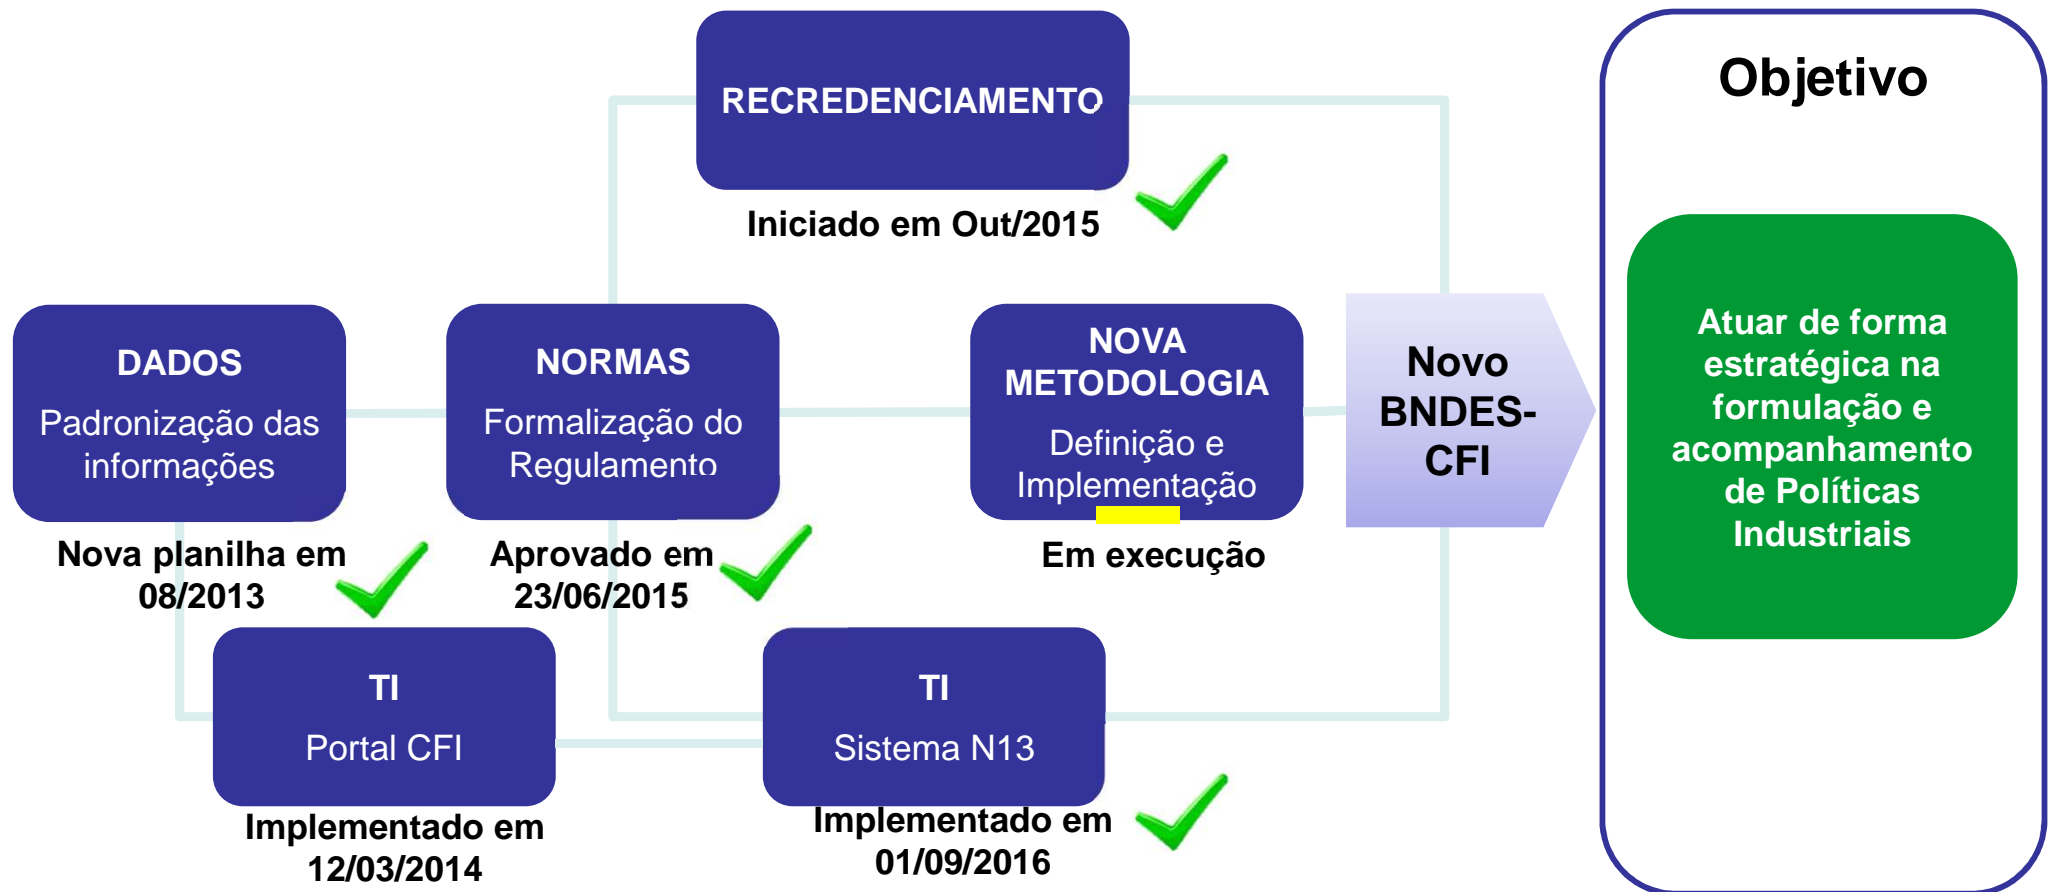 RECREDENCIAMENTO
Iniciado em Out/2015
DADOS
Padronização das
informações
Nova planilha em
08/2013
NORMAS
Formalização do
Regulamento
Aprovado em
23/06/2015
NOVA
METODOLOGIA
Definição e
Implementação
Em execução
TI
Portal CFI
Implementado em
12/03/2014
TI
Sistema N13
Implementado em
01/09/2016
Novo
BNDES-
CFI
Objetivo
Atuar de forma
estratégica na
formulação e
acompanhamento
de Políticas
Industriais